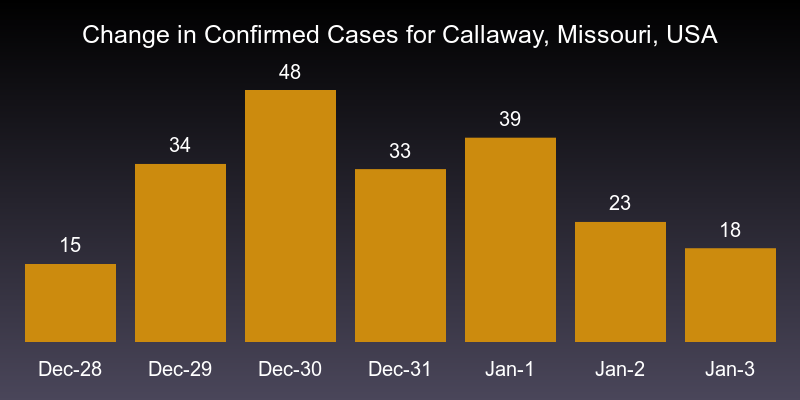 Change in Confirmed Cases for Callaway, Missouri, USA
15
34
48
33
39
23
18
Dec-28
Dec-29
Dec-30
Dec-31
Jan-1
Jan-2
Jan-3